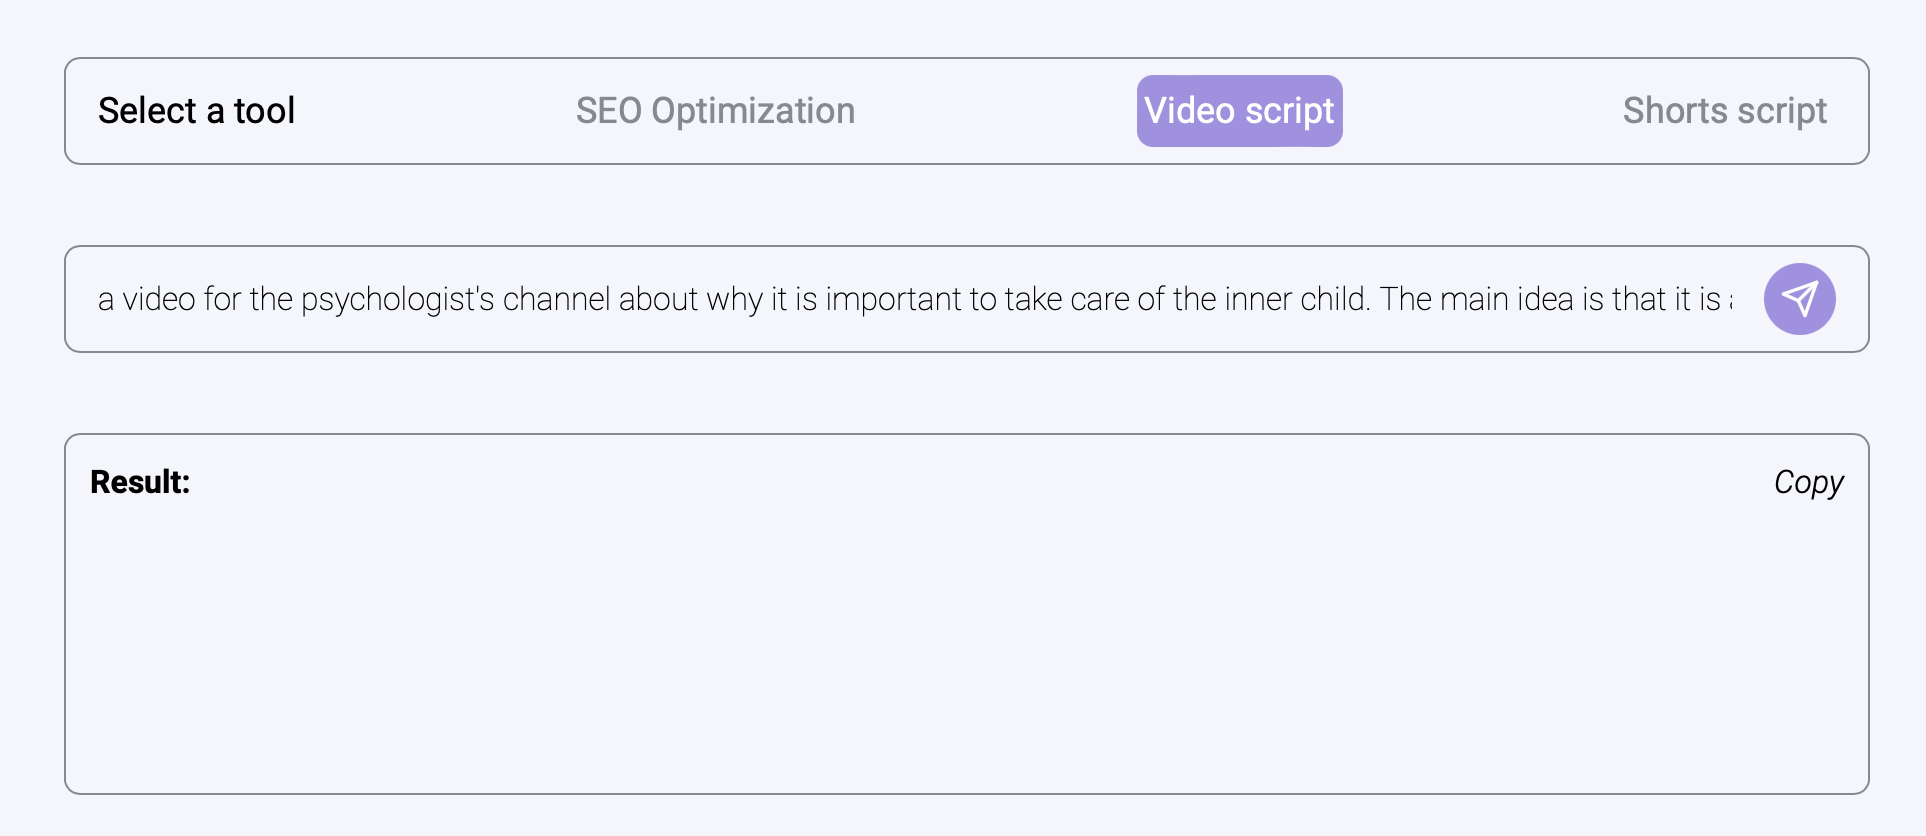 Select a tool SEO Optimization Video script Shorts script
a video for the psychologist's channel about why it is important to take care of the inner child. The main idea is that it is
Result: Copy